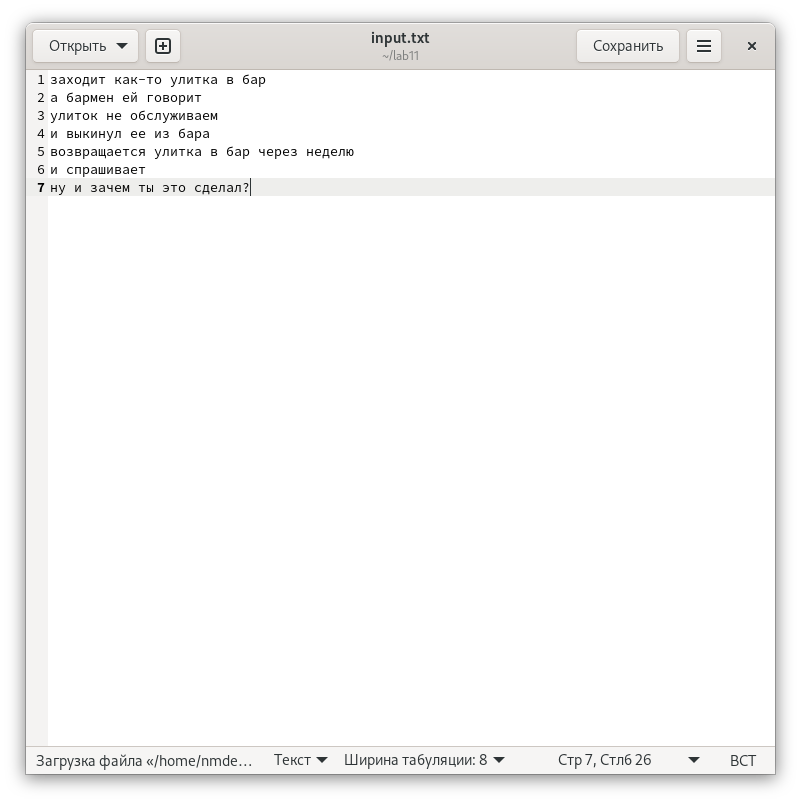 Открыть
input.txt
~/lab11
Сохранить
1 заходит как-то улитка в бар
2 а бармен ей говорит
3 улиток не обслуживаем
4 и выкинул ее из бара
5 возвращается улитка в бар через неделю
6 и спрашивает
7 ну и зачем ты это сделал?
Загрузка файла «/home/nmde… Текст Ширина табуляции: 8 Стр 7, Стлб 26 ВСТ